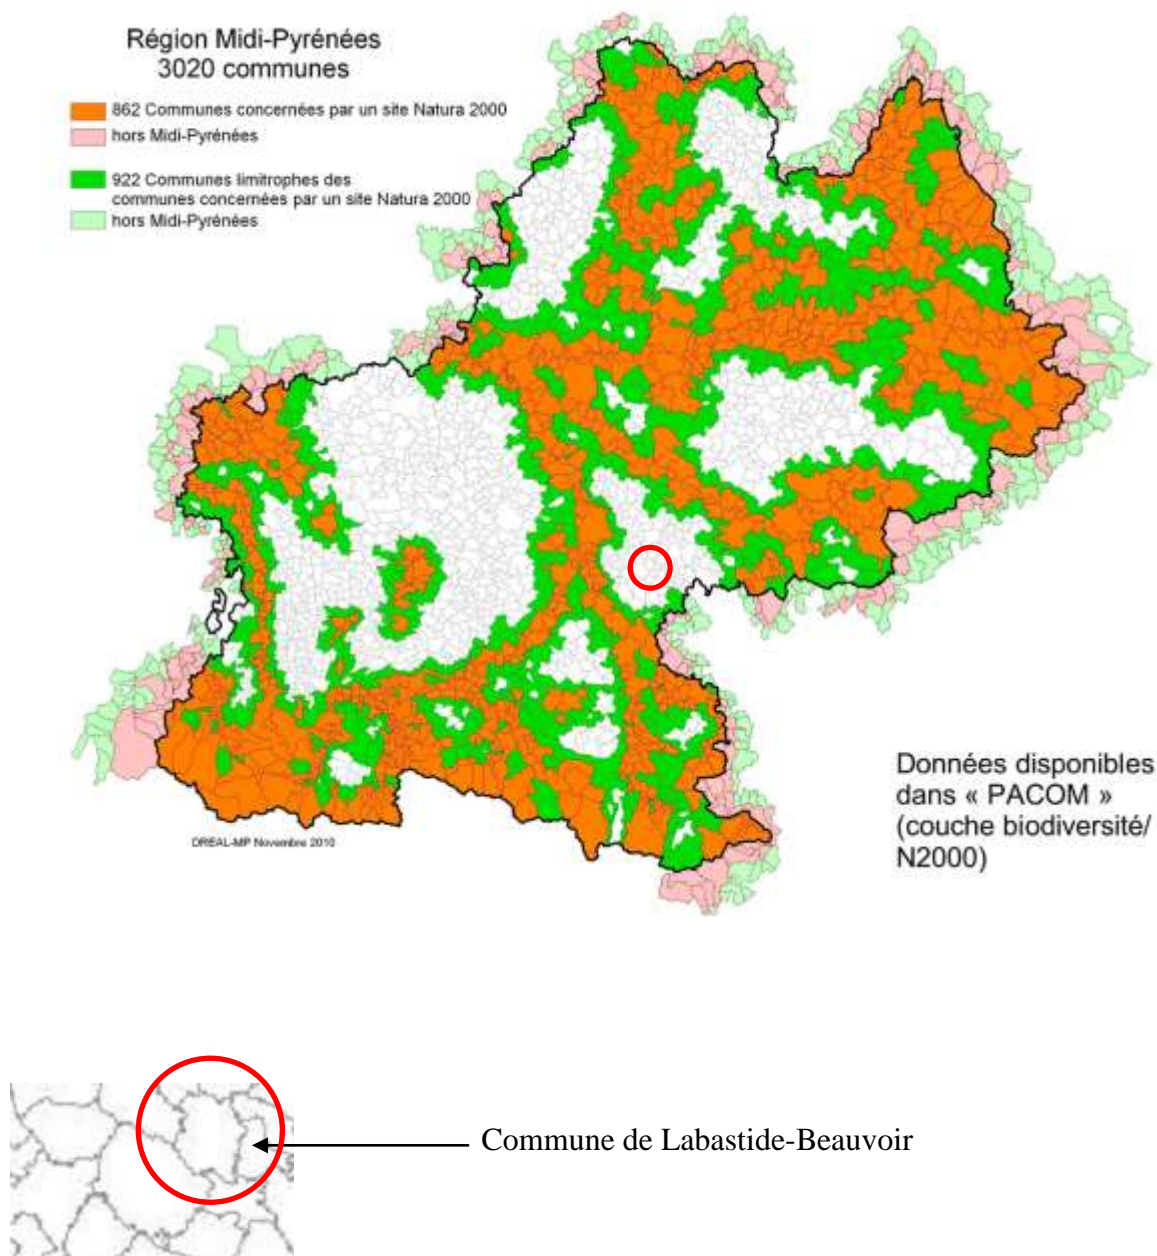 Région Midi-Pyrénées
3020 communes
862 Communes concernées par un site Natura 2000
hors Midi-Pyrénées
922 Communes limitrophes des
communes concernées par un site Natura 2000
hors Midi-Pyrénées
Données disponibles
dans « PACOM »
(couche biodiversité/
N2000)
DREAL-MP Novembre 2010
Commune de Labastide-Beauvoir